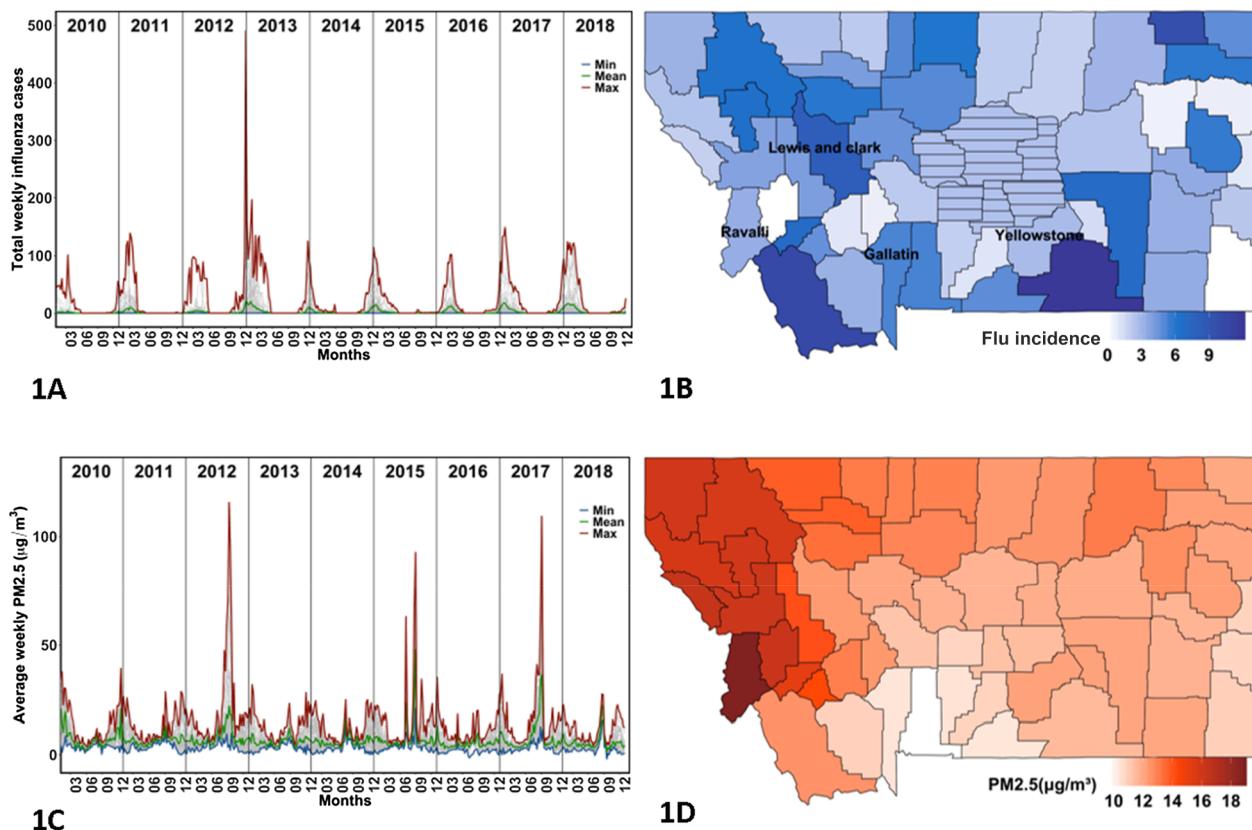 2010 2011 2012 2013 2014 2015 2016 2017 2018
500
400
300
200
100
0
Total weekly influenza cases
Min
Mean
Max
03 06 09 12 03 06 09 12 03 06 09 12 03 06 09 12 03 06 09 12 03 06 09 12 03 06 09 12 03 06 09 12 03 06 09 12
Months
1A
Lewis and clark
Ravalli
Yellowstone
Gallatin
Flu incidence
0 3 6 9
1B
2010 2011 2012 2013 2014 2015 2016 2017 2018
100
50
0
Average weekly PM2.5 (µg/m³)
Min
Mean
Max
03 06 09 12 03 06 09 12 03 06 09 12 03 06 09 12 03 06 09 12 03 06 09 12 03 06 09 12 03 06 09 12 03 06 09 12
Months
1C
PM2.5(µg/m³)
10 12 14 16 18
1D